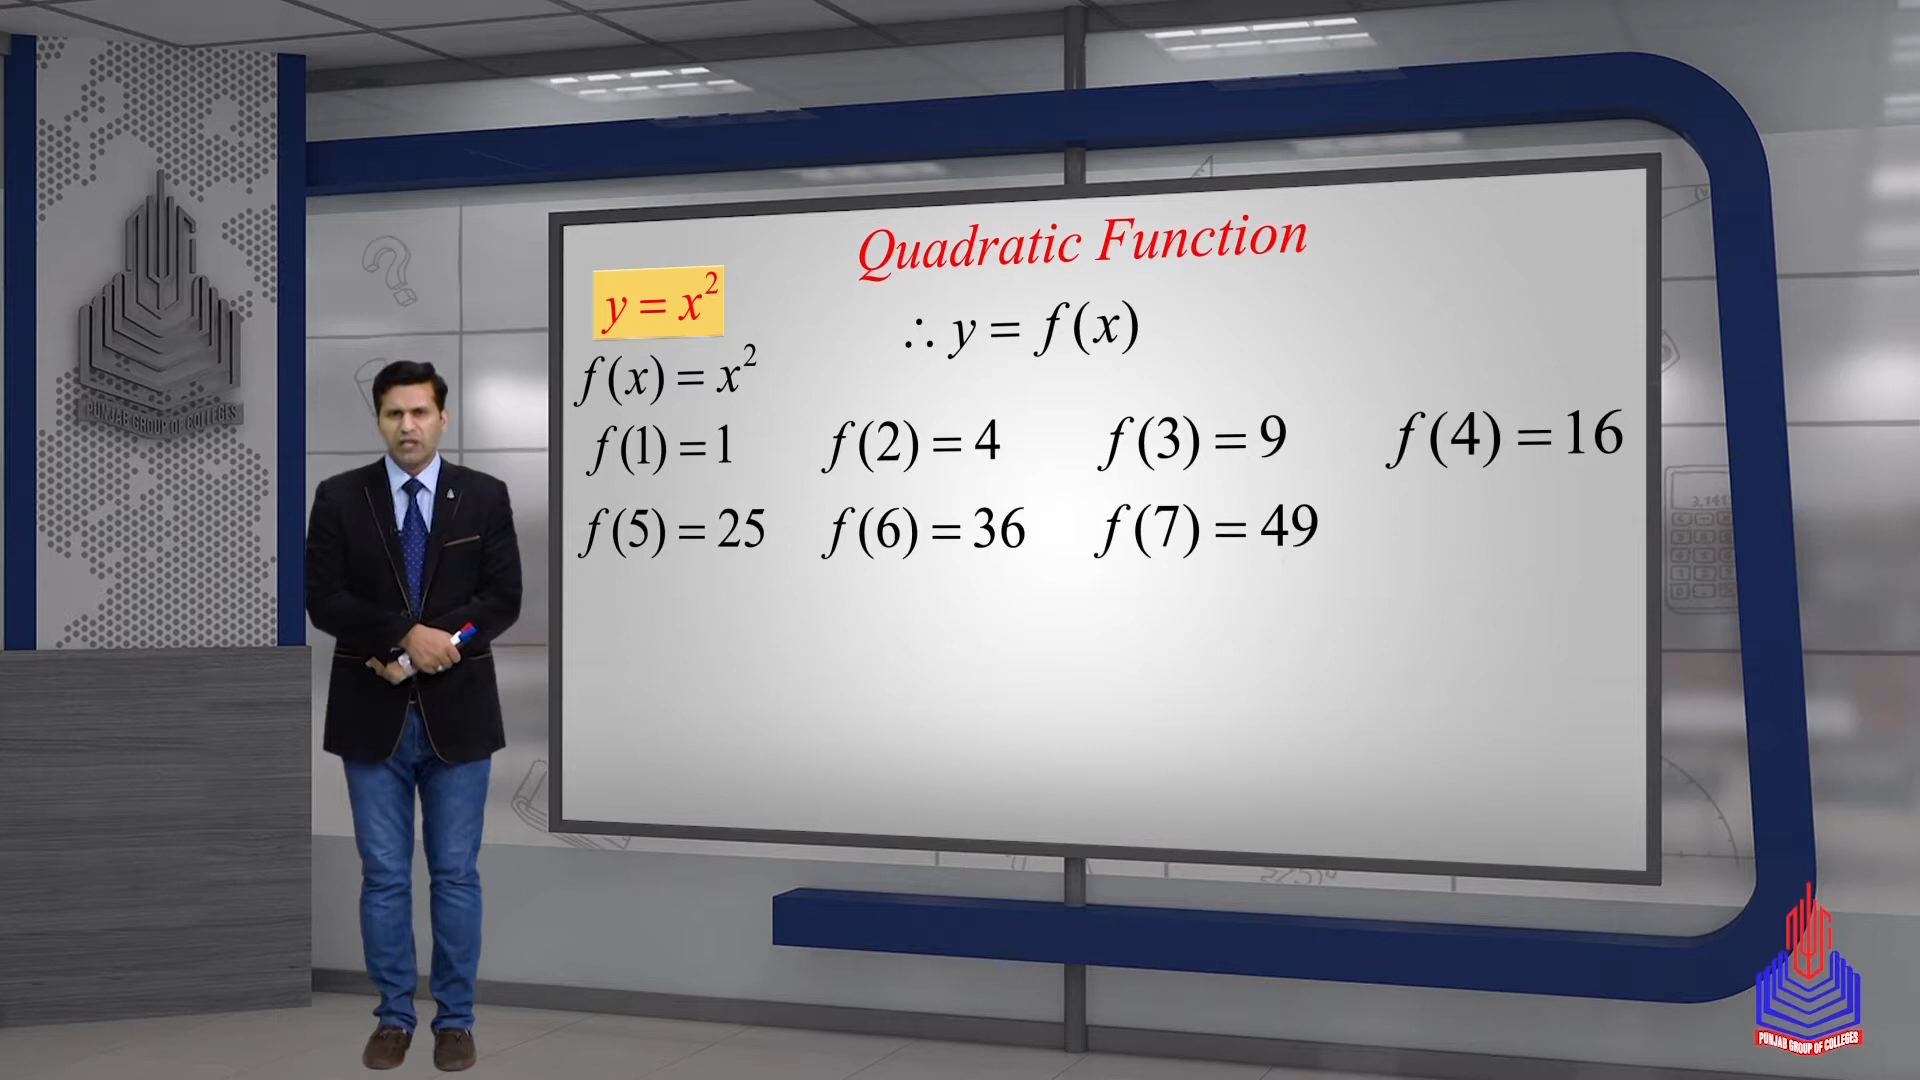 Quadratic Function
y = x²
∴ y = f(x)
f(x) = x²
f(1) = 1 f(2) = 4 f(3) = 9 f(4) = 16
f(5) = 25 f(6) = 36 f(7) = 49
PUNJAB GROUP OF COLLEGES
PUNJAB GROUP OF COLLEGES